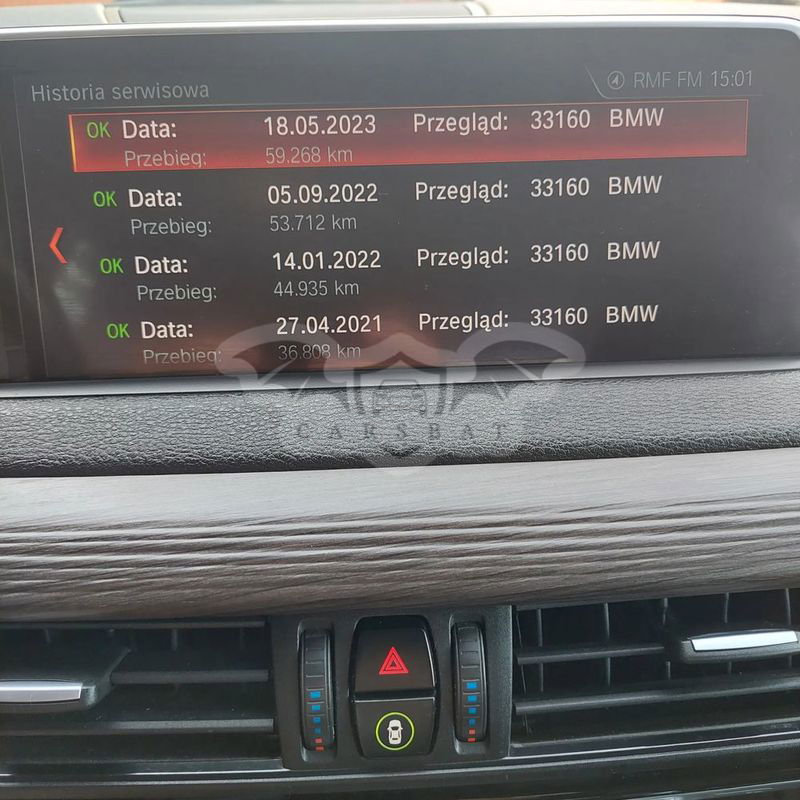 Historia serwisowa
RMF FM 15:01
OK Data: 18.05.2023 Przegląd: 33160 BMW
Przebieg: 59.268 km
OK Data: 05.09.2022 Przegląd: 33160 BMW
Przebieg: 53.712 km
OK Data: 14.01.2022 Przegląd: 33160 BMW
Przebieg: 44.935 km
OK Data: 27.04.2021 Przegląd: 33160 BMW
Przebieg: 36.808 km
CARSBAT